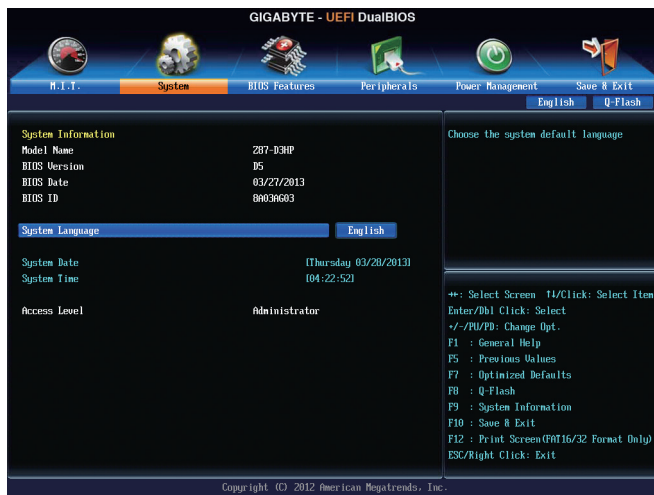 GIGABYTE - UEFI DualBIOS
M.I.T. System BIOS Features Peripherals Power Management Save & Exit
English Q-Flash
System Information
Model Name Z87-D3HP
BIOS Version D5
BIOS Date 03/27/2013
BIOS ID 8A03AG03
System Language English
System Date [Thursday 03/28/2013]
System Time [04:22:52]
Access Level Administrator
Choose the system default language
→←: Select Screen ↑↓/Click: Select Item
Enter/Dbl Click: Select
+/-/PU/PD: Change Opt.
F1 : General Help
F5 : Previous Values
F7 : Optimized Defaults
F8 : Q-Flash
F9 : System Information
F10 : Save & Exit
F12 : Print Screen(FAT16/32 Format Only)
ESC/Right Click: Exit
Copyright (C) 2012 American Megatrends, Inc.